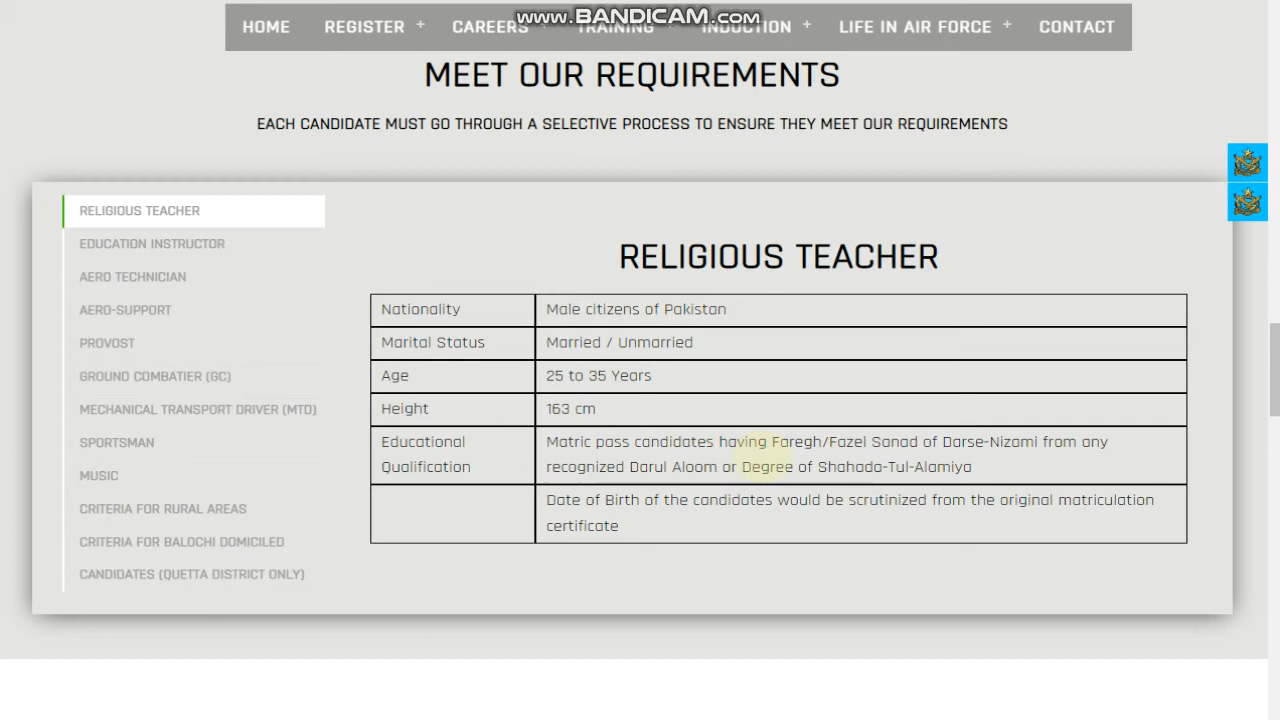 www.BANDICAM.com
HOME REGISTER + CAREERS TRAINING INDUCTION + LIFE IN AIR FORCE + CONTACT
MEET OUR REQUIREMENTS
EACH CANDIDATE MUST GO THROUGH A SELECTIVE PROCESS TO ENSURE THEY MEET OUR REQUIREMENTS
RELIGIOUS TEACHER
EDUCATION INSTRUCTOR
AERO TECHNICIAN
AERO-SUPPORT
PROVOST
GROUND COMBATIER (GC)
MECHANICAL TRANSPORT DRIVER (MTD)
SPORTSMAN
MUSIC
CRITERIA FOR RURAL AREAS
CRITERIA FOR BALOCHI DOMICILED
CANDIDATES (QUETTA DISTRICT ONLY)
RELIGIOUS TEACHER
Nationality Male citizens of Pakistan
Marital Status Married / Unmarried
Age 25 to 35 Years
Height 163 cm
Educational Matric pass candidates having Faregh/Fazel Sanad of Darse-Nizami from any
Qualification recognized Darul Aloom or Degree of Shahada-Tul-Alamiya
Date of Birth of the candidates would be scrutinized from the original matriculation
certificate